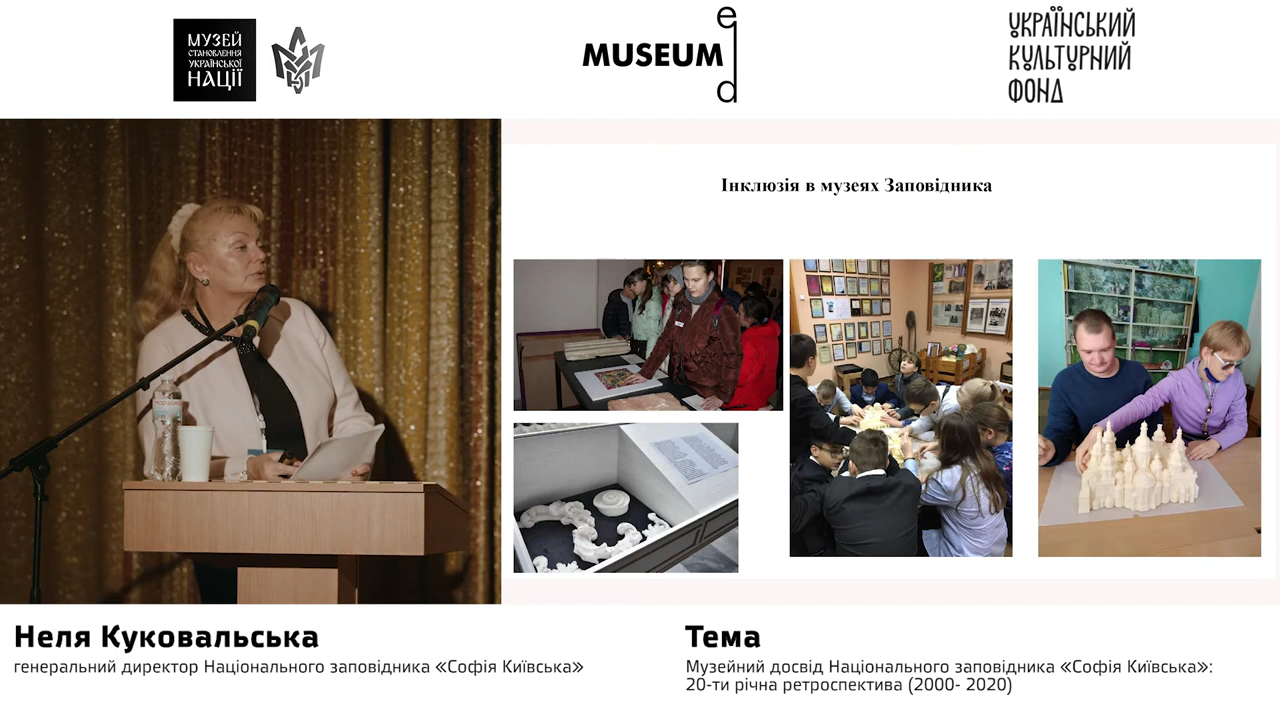 МУЗЕЙ
СТАНОВЛЕННЯ
УКРАЇНСЬКОЇ
НАЦІЇ
MUSEUM
ed
УКРАЇНСЬКИЙ
КУЛЬТУРНИЙ
ФОНД
Інклюзія в музеях Заповідника
Неля Куковальська
генеральний директор Національного заповідника «Софія Київська»
Тема
Музейний досвід Національного заповідника «Софія Київська»:
20-ти річна ретроспектива (2000- 2020)